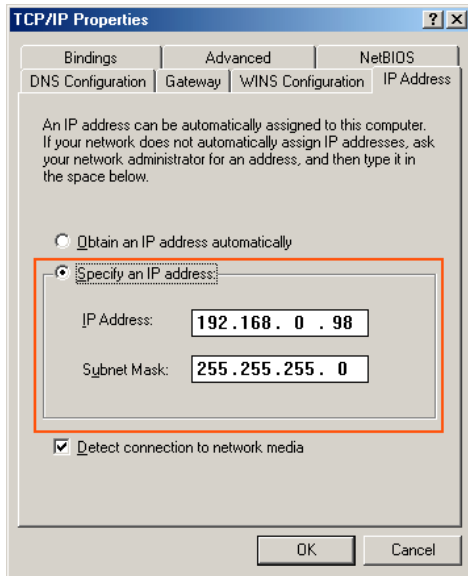 TCP/IP Properties ? ×
Bindings Advanced NetBIOS
DNS Configuration Gateway WINS Configuration IP Address
An IP address can be automatically assigned to this computer.
If your network does not automatically assign IP addresses, ask
your network administrator for an address, and then type it in
the space below.
Obtain an IP address automatically
Specify an IP address:
IP Address: 192.168. 0 .98
Subnet Mask: 255.255.255. 0
Detect connection to network media
OK Cancel